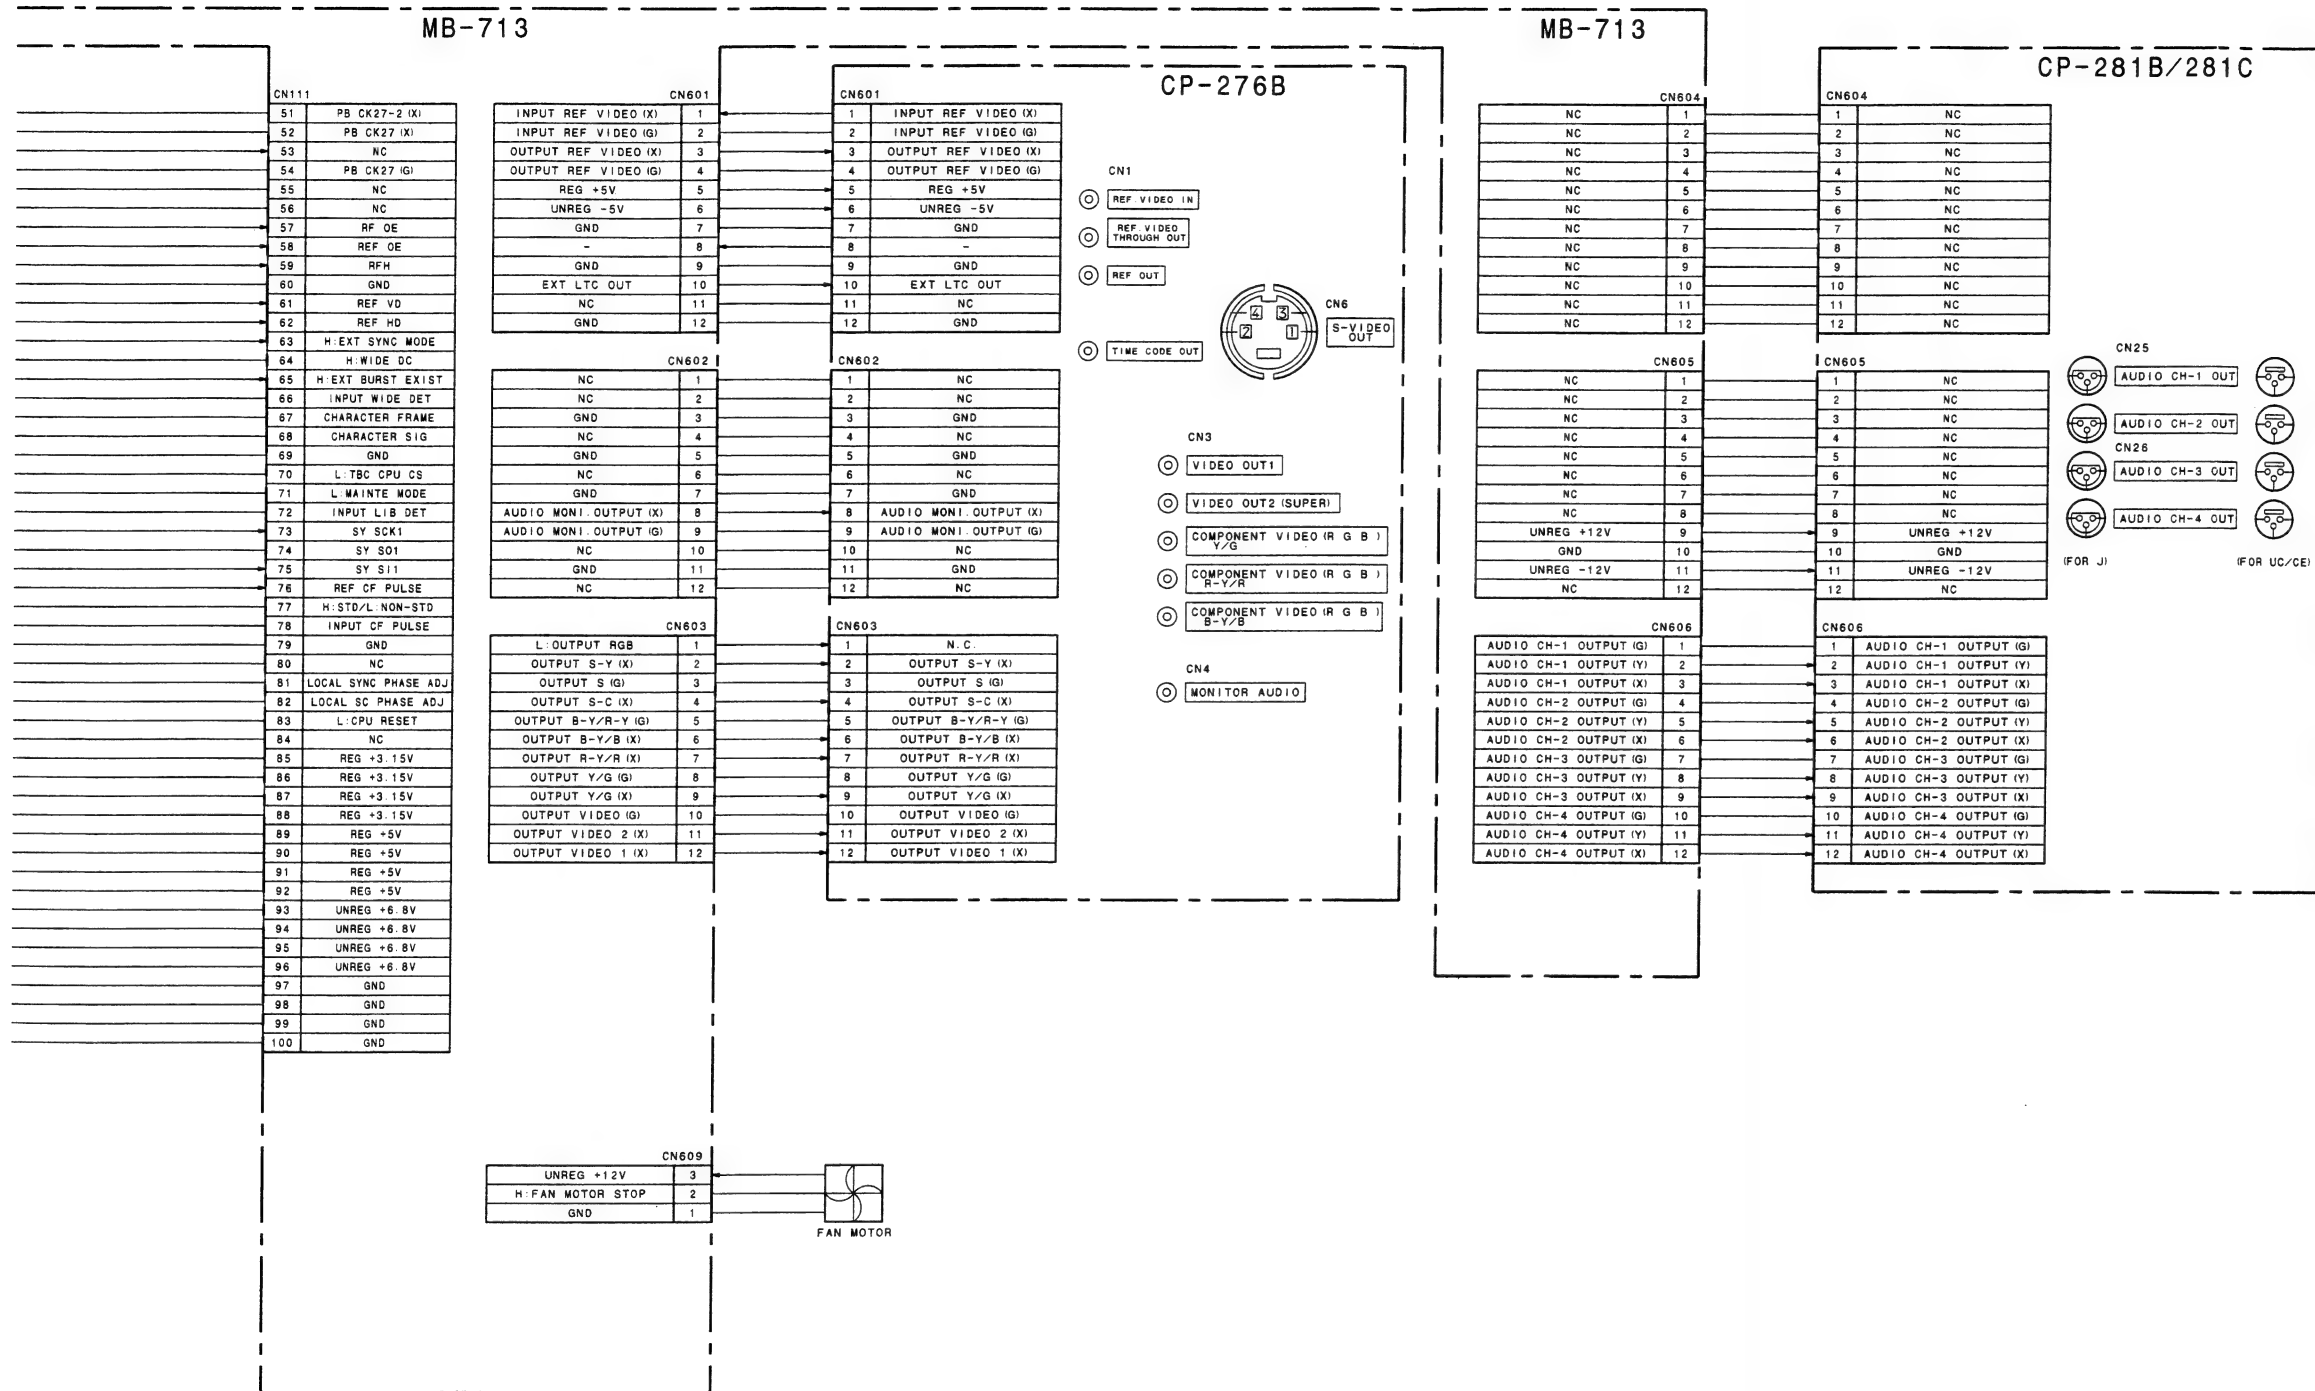 MB-713
MB-713
CP-281B/281C
CP-276B
CN111
51 PB CK27-2 (X)
52 PB CK27 (X)
53 NC
54 PB CK27 (G)
55 NC
56 NC
57 RF OE
58 REF OE
59 RFH
60 GND
61 REF VD
62 REF HD
63 H:EXT SYNC MODE
64 H:WIDE DC
65 H:EXT BURST EXIST
66 INPUT WIDE DET
67 CHARACTER FRAME
68 CHARACTER SIG
69 GND
70 L:TBC CPU CS
71 L:MAINTE MODE
72 INPUT LIB DET
73 SY SCK1
74 SY SO1
75 SY SI1
76 REF CF PULSE
77 H:STD/L:NON-STD
78 INPUT CF PULSE
79 GND
80 NC
81 LOCAL SYNC PHASE ADJ
82 LOCAL SC PHASE ADJ
83 L:CPU RESET
84 NC
85 REG +3.15V
86 REG +3.15V
87 REG +3.15V
88 REG +3.15V
89 REG +5V
90 REG +5V
91 REG +5V
92 REG +5V
93 UNREG +6.8V
94 UNREG +6.8V
95 UNREG +6.8V
96 UNREG +6.8V
97 GND
98 GND
99 GND
100 GND
CN601
INPUT REF VIDEO (X) 1
INPUT REF VIDEO (G) 2
OUTPUT REF VIDEO (X) 3
OUTPUT REF VIDEO (G) 4
REG +5V 5
UNREG -5V 6
GND 7
- 8
GND 9
EXT LTC OUT 10
NC 11
GND 12
CN602
NC 1
NC 2
GND 3
NC 4
GND 5
NC 6
GND 7
AUDIO MONI.OUTPUT (X) 8
AUDIO MONI.OUTPUT (G) 9
NC 10
GND 11
NC 12
CN603
L:OUTPUT RGB 1
OUTPUT S-Y (X) 2
OUTPUT S (G) 3
OUTPUT S-C (X) 4
OUTPUT B-Y/R-Y (G) 5
OUTPUT B-Y/B (X) 6
OUTPUT R-Y/R (X) 7
OUTPUT Y/G (G) 8
OUTPUT Y/G (X) 9
OUTPUT VIDEO (G) 10
OUTPUT VIDEO 2 (X) 11
OUTPUT VIDEO 1 (X) 12
CN609
UNREG +12V 3
H:FAN MOTOR STOP 2
GND 1
FAN MOTOR
CN601
1 INPUT REF VIDEO (X)
2 INPUT REF VIDEO (G)
3 OUTPUT REF VIDEO (X)
4 OUTPUT REF VIDEO (G)
5 REG +5V
6 UNREG -5V
7 GND
8 -
9 GND
10 EXT LTC OUT
11 NC
12 GND
CN602
1 NC
2 NC
3 GND
4 NC
5 GND
6 NC
7 GND
8 AUDIO MONI.OUTPUT (X)
9 AUDIO MONI.OUTPUT (G)
10 NC
11 GND
12 NC
CN603
1 N.C.
2 OUTPUT S-Y (X)
3 OUTPUT S (G)
4 OUTPUT S-C (X)
5 OUTPUT B-Y/R-Y (G)
6 OUTPUT B-Y/B (X)
7 OUTPUT R-Y/R (X)
8 OUTPUT Y/G (G)
9 OUTPUT Y/G (X)
10 OUTPUT VIDEO (G)
11 OUTPUT VIDEO 2 (X)
12 OUTPUT VIDEO 1 (X)
CN1
REF.VIDEO IN
REF.VIDEO
THROUGH OUT
REF OUT
TIME CODE OUT
CN6
4 3
2 1
S-VIDEO
OUT
CN3
VIDEO OUT1
VIDEO OUT2 (SUPER)
COMPONENT VIDEO (R G B )
Y/G
COMPONENT VIDEO (R G B )
R-Y/R
COMPONENT VIDEO (R G B )
B-Y/B
CN4
MONITOR AUDIO
CN604
NC 1
NC 2
NC 3
NC 4
NC 5
NC 6
NC 7
NC 8
NC 9
NC 10
NC 11
NC 12
CN605
NC 1
NC 2
NC 3
NC 4
NC 5
NC 6
NC 7
NC 8
UNREG +12V 9
GND 10
UNREG -12V 11
NC 12
CN606
AUDIO CH-1 OUTPUT (G) 1
AUDIO CH-1 OUTPUT (Y) 2
AUDIO CH-1 OUTPUT (X) 3
AUDIO CH-2 OUTPUT (G) 4
AUDIO CH-2 OUTPUT (Y) 5
AUDIO CH-2 OUTPUT (X) 6
AUDIO CH-3 OUTPUT (G) 7
AUDIO CH-3 OUTPUT (Y) 8
AUDIO CH-3 OUTPUT (X) 9
AUDIO CH-4 OUTPUT (G) 10
AUDIO CH-4 OUTPUT (Y) 11
AUDIO CH-4 OUTPUT (X) 12
CN604
1 NC
2 NC
3 NC
4 NC
5 NC
6 NC
7 NC
8 NC
9 NC
10 NC
11 NC
12 NC
CN605
1 NC
2 NC
3 NC
4 NC
5 NC
6 NC
7 NC
8 NC
9 UNREG +12V
10 GND
11 UNREG -12V
12 NC
CN606
1 AUDIO CH-1 OUTPUT (G)
2 AUDIO CH-1 OUTPUT (Y)
3 AUDIO CH-1 OUTPUT (X)
4 AUDIO CH-2 OUTPUT (G)
5 AUDIO CH-2 OUTPUT (Y)
6 AUDIO CH-2 OUTPUT (X)
7 AUDIO CH-3 OUTPUT (G)
8 AUDIO CH-3 OUTPUT (Y)
9 AUDIO CH-3 OUTPUT (X)
10 AUDIO CH-4 OUTPUT (G)
11 AUDIO CH-4 OUTPUT (Y)
12 AUDIO CH-4 OUTPUT (X)
CN25
AUDIO CH-1 OUT
AUDIO CH-2 OUT
CN26
AUDIO CH-3 OUT
AUDIO CH-4 OUT
(FOR J)
(FOR UC/CE)